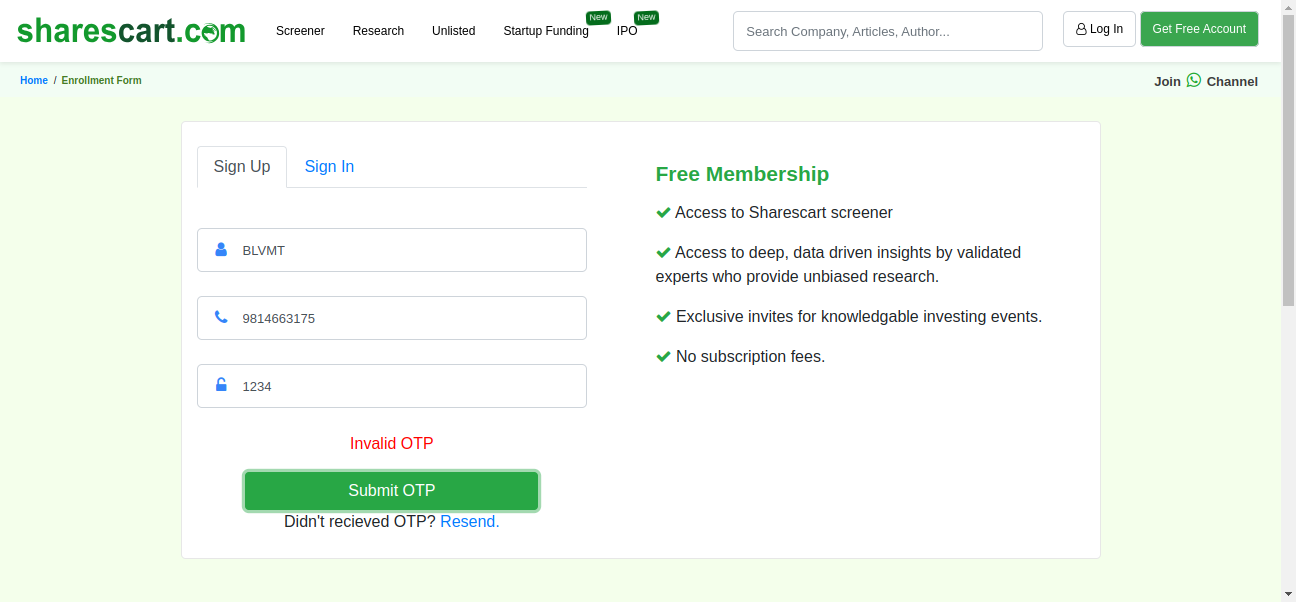 sharescart.com
Screener
Research
Unlisted
Startup Funding
New
IPO
New
Search Company, Articles, Author...
Log In
Get Free Account
Home / Enrollment Form
Join Channel
Sign Up
Sign In
BLVMT
9814663175
1234
Invalid OTP
Submit OTP
Didn't recieved OTP? Resend.
Free Membership
Access to Sharescart screener
Access to deep, data driven insights by validated
experts who provide unbiased research.
Exclusive invites for knowledgable investing events.
No subscription fees.